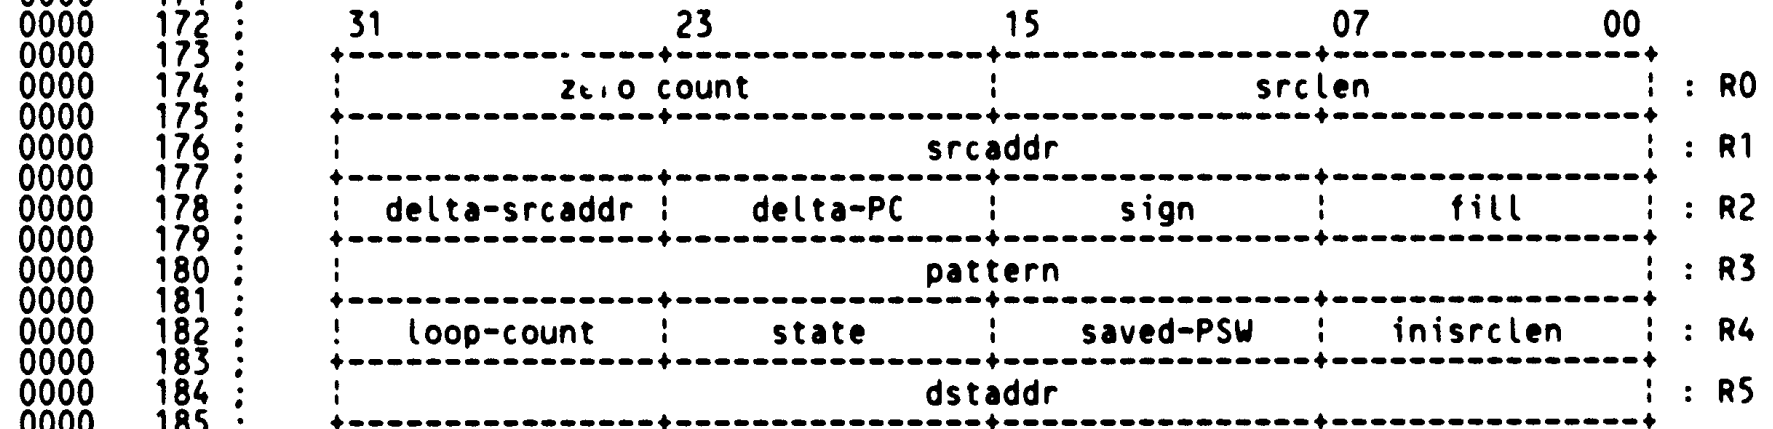 0000 172 ; 31 23 15 07 00
0000 173 ; +---------------+---------------+---------------+---------------+
0000 174 ; | zero count | srclen | : R0
0000 175 ; +---------------+---------------+---------------+---------------+
0000 176 ; | srcaddr | : R1
0000 177 ; +---------------+---------------+---------------+---------------+
0000 178 ; | delta-srcaddr | delta-PC | sign | fill | : R2
0000 179 ; +---------------+---------------+---------------+---------------+
0000 180 ; | pattern | : R3
0000 181 ; +---------------+---------------+---------------+---------------+
0000 182 ; | loop-count | state | saved-PSW | inisrclen | : R4
0000 183 ; +---------------+---------------+---------------+---------------+
0000 184 ; | dstaddr | : R5
0000 185 ; +---------------+---------------+---------------+---------------+